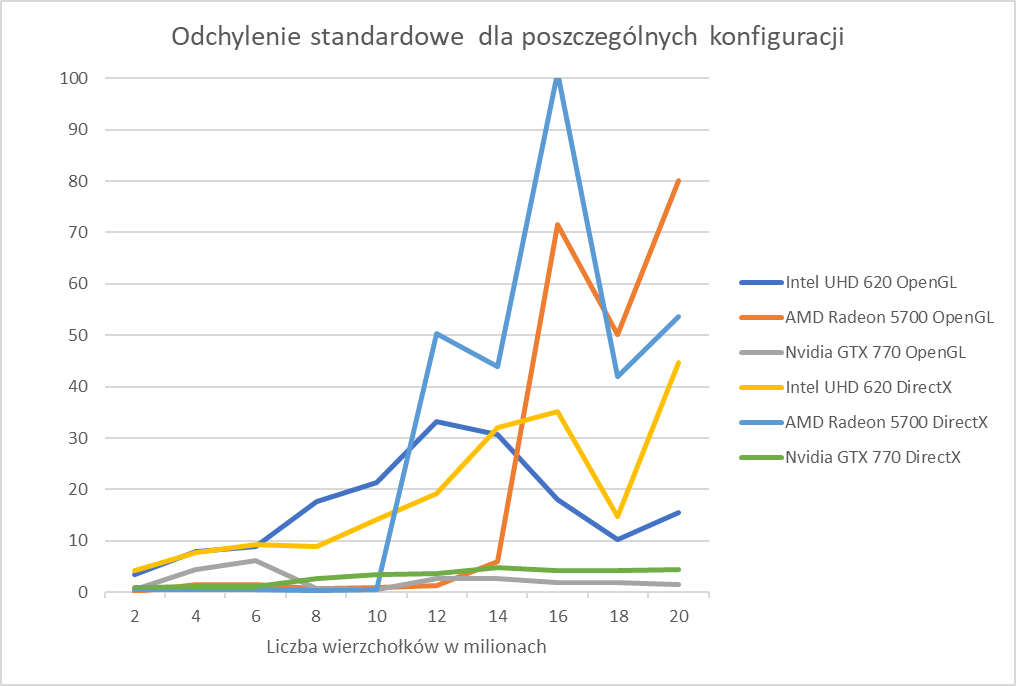 Odchylenie standardowe dla poszczególnych konfiguracji
100
90
80
70
60
50
40
30
20
10
0
2 4 6 8 10 12 14 16 18 20
Liczba wierzchołków w milionach
Intel UHD 620 OpenGL
AMD Radeon 5700 OpenGL
Nvidia GTX 770 OpenGL
Intel UHD 620 DirectX
AMD Radeon 5700 DirectX
Nvidia GTX 770 DirectX